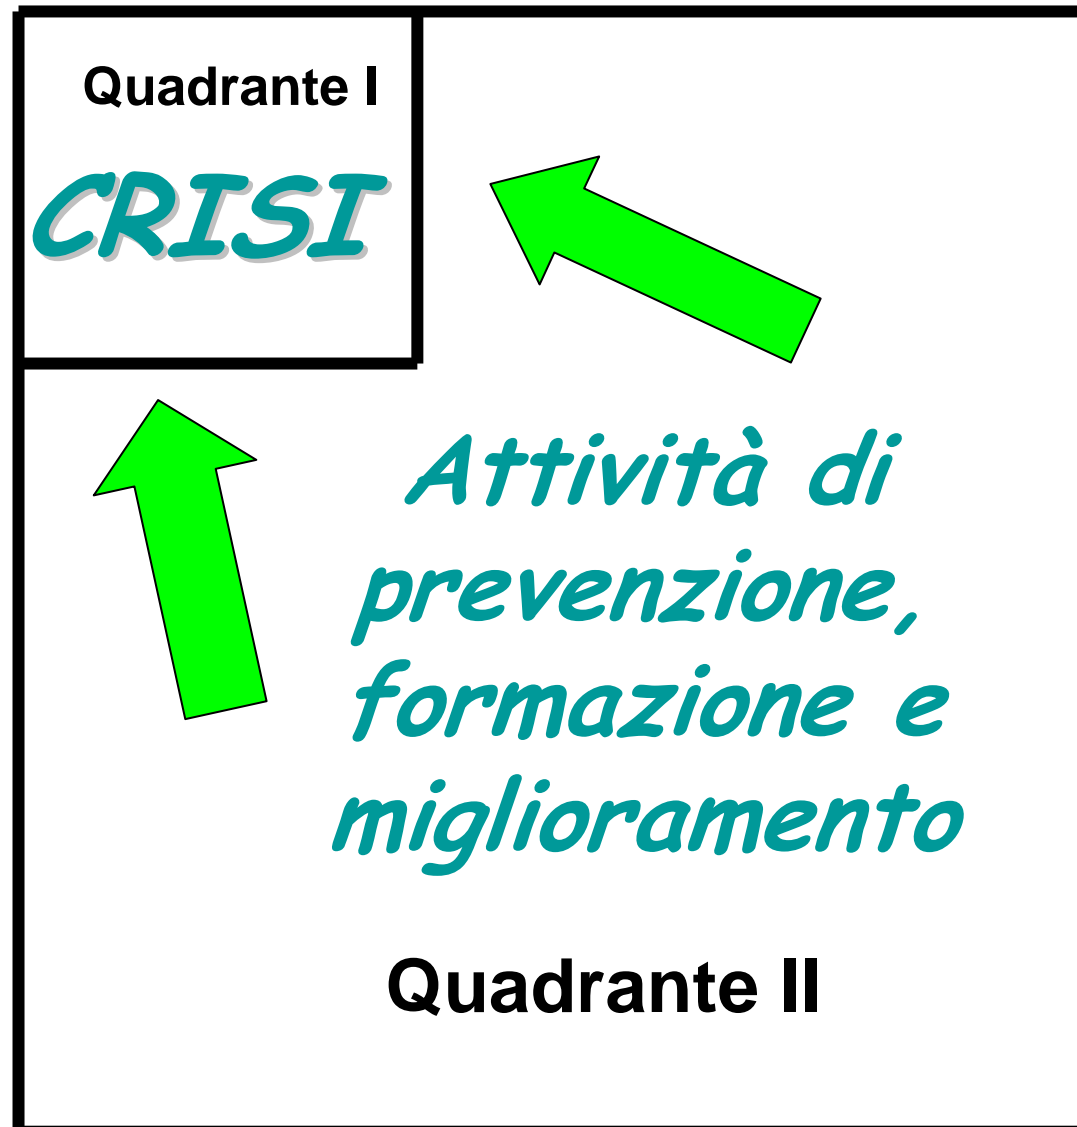 Quadrante I
CRISI
Attività di
prevenzione,
formazione e
miglioramento
Quadrante II